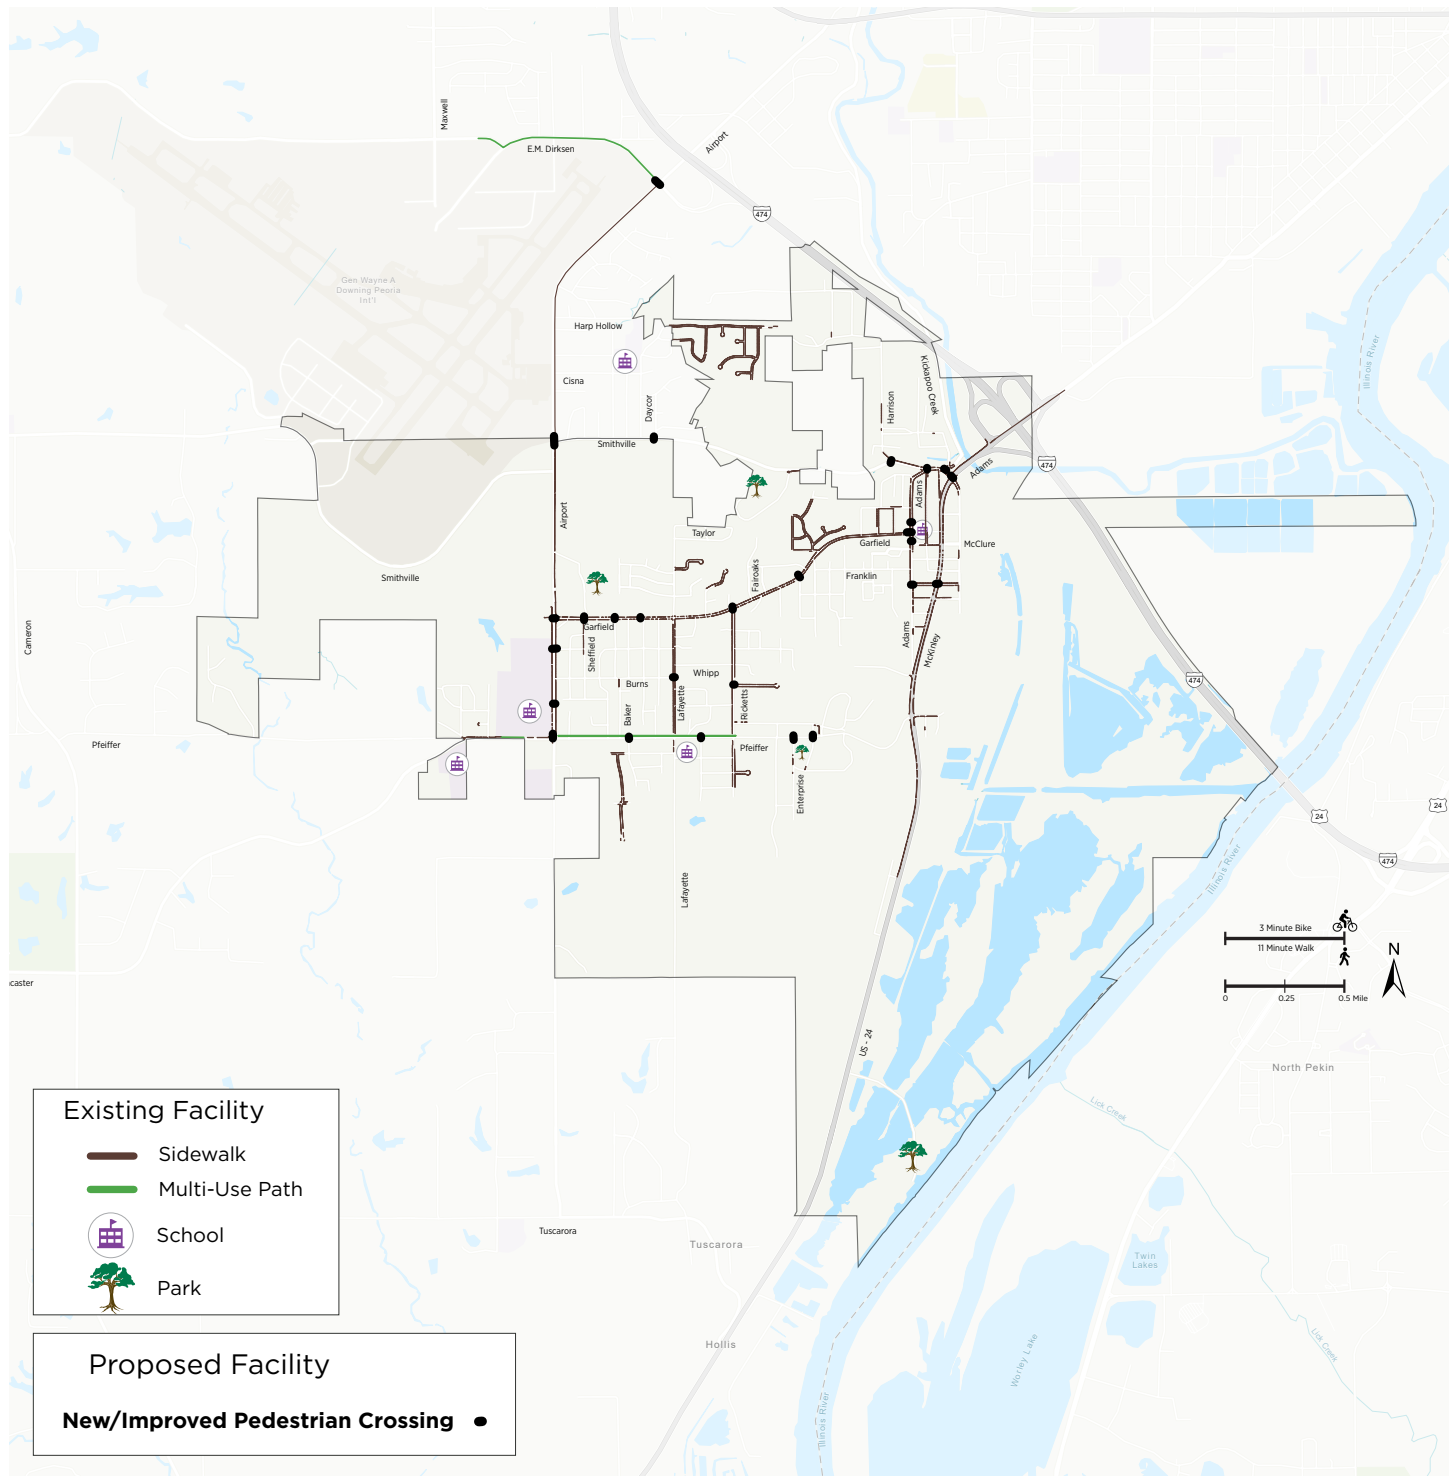 Maxwell
E.M. Dirksen
Airport
474
Gen Wayne A
Downing Peoria
Int'l
Harp Hollow
Illinois River
Cisna
Kickapoo Creek
Daycor
Harrison
Smithville
474
Adams
Adams
Airport
Taylor
Garfield
McClure
Fairoaks
Franklin
Smithville
Cameron
Garfield
Sheffield
Adams
McKinley
Whipp
474
Burns
Lafayette
Ricketts
Baker
Pfeiffer
Pfeiffer
Enterprise
24
24
474
Illinois River
Lafayette
3 Minute Bike
11 Minute Walk
N
0
0.25
0.5 Mile
caster
US - 24
North Pekin
Lick Creek
Existing Facility
Sidewalk
Multi-Use Path
School
Park
Tuscarora
Tuscarora
Twin
Lakes
Hollis
Worley Lake
Lick Creek
Illinois River
Proposed Facility
New/Improved Pedestrian Crossing